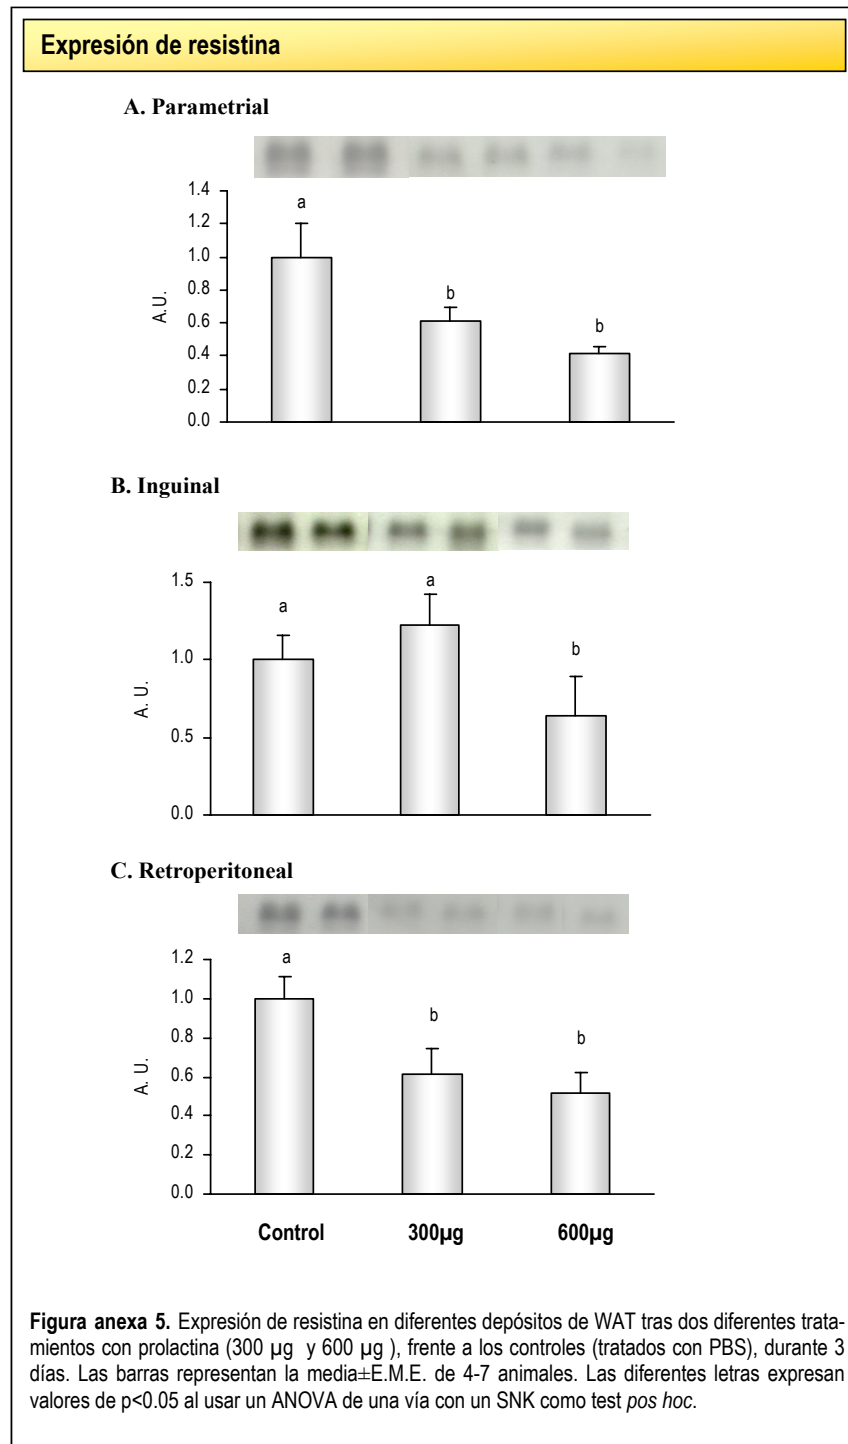 Expresión de resistina
A. Parametrial
1.4
1.2
1.0
0.8
0.6
0.4
0.2
0.0
A.U.
a
b
b
B. Inguinal
1.5
1.0
0.5
0.0
A. U.
a
a
b
C. Retroperitoneal
1.2
1.0
0.8
0.6
0.4
0.2
0.0
A. U.
a
b
b
Control 300µg 600µg
Figura anexa 5. Expresión de resistina en diferentes depósitos de WAT tras dos diferentes trata-
mientos con prolactina (300 µg y 600 µg ), frente a los controles (tratados con PBS), durante 3
días. Las barras representan la media±E.M.E. de 4-7 animales. Las diferentes letras expresan
valores de p<0.05 al usar un ANOVA de una vía con un SNK como test pos hoc.